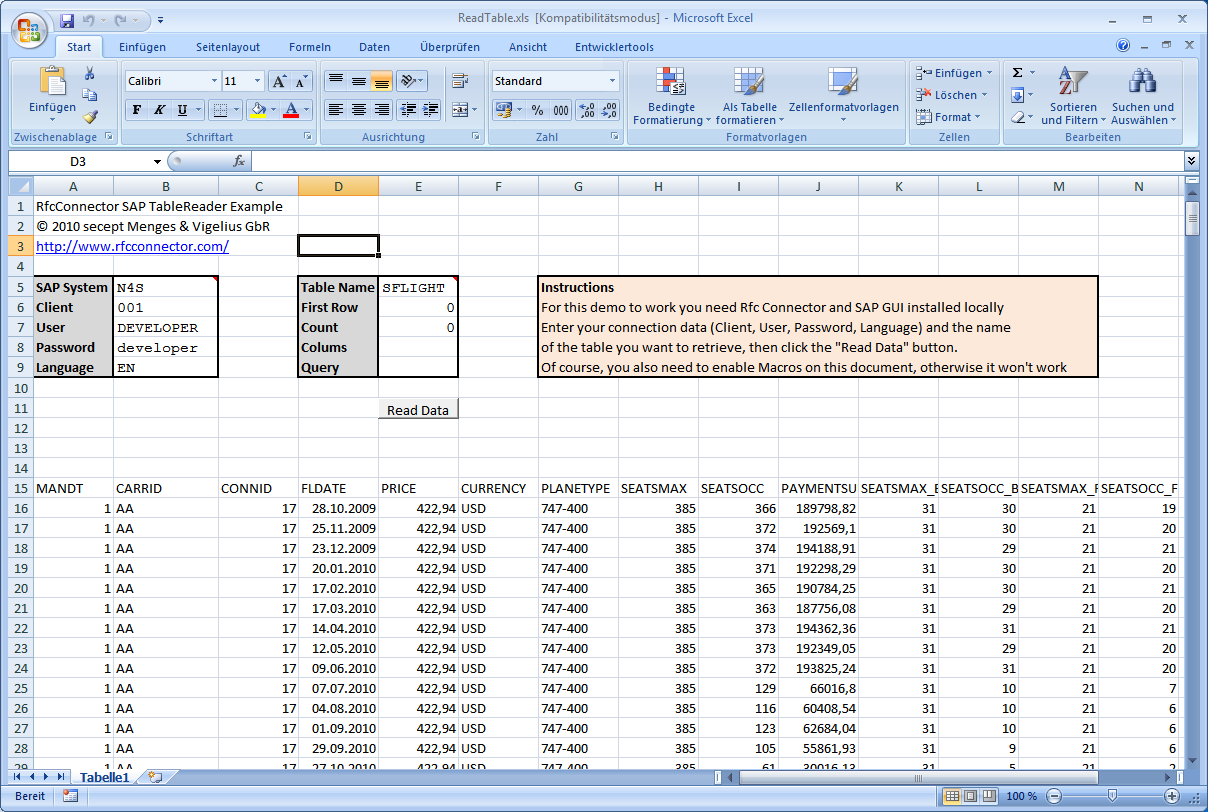 ReadTable.xls [Kompatibilitätsmodus] - Microsoft Excel
Start Einfügen Seitenlayout Formeln Daten Überprüfen Ansicht Entwicklertools
Calibri 11 A A Standard Einfügen Σ
Löschen
Einfügen F K U A % 000 Bedingte Formatierung Als Tabelle formatieren Zellenformatvorlagen Format Sortieren und Filtern Suchen und Auswählen
Zwischenablage Schriftart Ausrichtung Zahl Formatvorlagen Zellen Bearbeiten
D3 fx
A B C D E F G H I J K L M N
1 RfcConnector SAP TableReader Example
2 © 2010 secept Menges & Vigelius GbR
3 http://www.rfcconnector.com/
4
5 SAP System N4S Table Name SFLIGHT Instructions
6 Client 001 First Row 0 For this demo to work you need Rfc Connector and SAP GUI installed locally
7 User DEVELOPER Count 0 Enter your connection data (Client, User, Password, Language) and the name
8 Password developer Colums of the table you want to retrieve, then click the "Read Data" button.
9 Language EN Query Of course, you also need to enable Macros on this document, otherwise it won't work
10
11 Read Data
12
13
14
15 MANDT CARRID CONNID FLDATE PRICE CURRENCY PLANETYPE SEATSMAX SEATSOCC PAYMENTSU SEATSMAX_B SEATSOCC_B SEATSMAX_F SEATSOCC_F
16 1 AA 17 28.10.2009 422,94 USD 747-400 385 366 189798,82 31 30 21 19
17 1 AA 17 25.11.2009 422,94 USD 747-400 385 372 192569,1 31 30 21 20
18 1 AA 17 23.12.2009 422,94 USD 747-400 385 374 194188,91 31 29 21 21
19 1 AA 17 20.01.2010 422,94 USD 747-400 385 371 192298,29 31 30 21 20
20 1 AA 17 17.02.2010 422,94 USD 747-400 385 365 190784,25 31 30 21 21
21 1 AA 17 17.03.2010 422,94 USD 747-400 385 363 187756,08 31 29 21 20
22 1 AA 17 14.04.2010 422,94 USD 747-400 385 373 194362,36 31 31 21 21
23 1 AA 17 12.05.2010 422,94 USD 747-400 385 373 192349,05 31 29 21 20
24 1 AA 17 09.06.2010 422,94 USD 747-400 385 372 193825,24 31 31 21 20
25 1 AA 17 07.07.2010 422,94 USD 747-400 385 129 66016,8 31 10 21 7
26 1 AA 17 04.08.2010 422,94 USD 747-400 385 116 60408,54 31 10 21 6
27 1 AA 17 01.09.2010 422,94 USD 747-400 385 123 62684,04 31 10 21 6
28 1 AA 17 29.09.2010 422,94 USD 747-400 385 105 55861,93 31 9 21 6
29 1 AA 17 27.10.2010 422,94 USD 747-400 385 61 30016,13 31 5 21 2
Tabelle1
Bereit 100 %